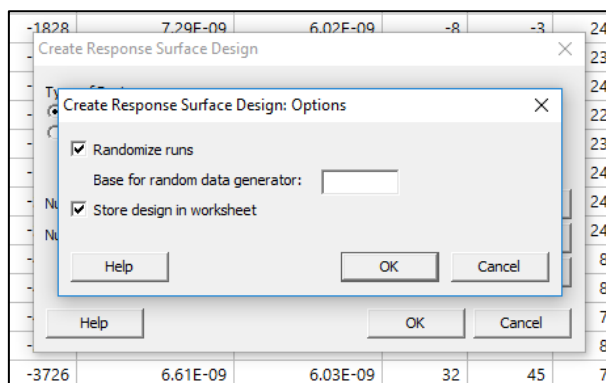 -1828 7.29E-09 6.02E-09 -8 -3 24
Create Response Surface Design
23
24
Create Response Surface Design: Options
22
Randomize runs
23
Base for random data generator:
24
Store design in worksheet
24
24
Help OK Cancel
8
8
Help OK Cancel
7
8
-3726 6.61E-09 6.03E-09 32 45 7